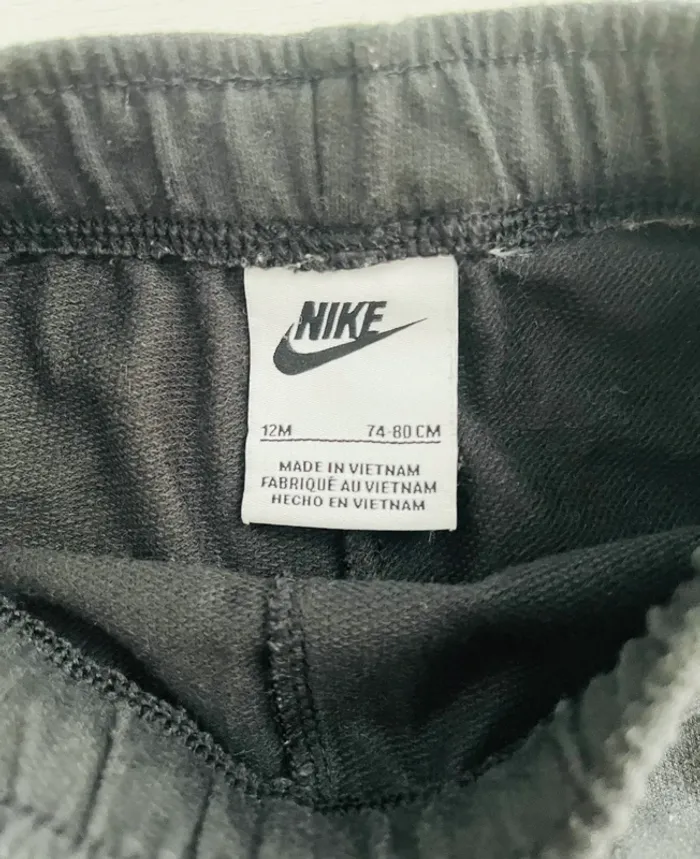 NIKE
12M 74-80 CM
MADE IN VIETNAM
FABRIQUÉ AU VIETNAM
HECHO EN VIETNAM